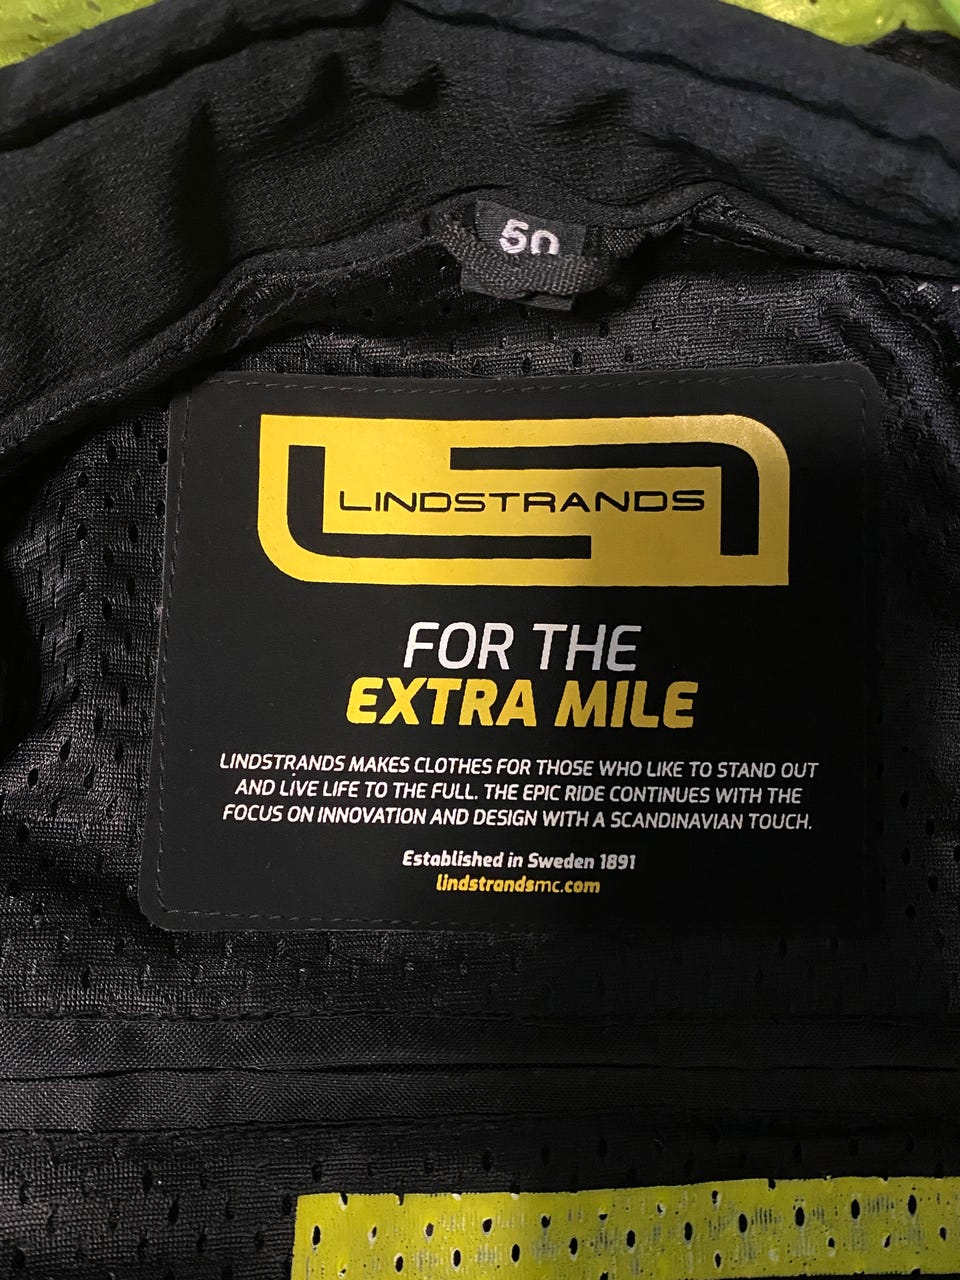 50
LINDSTRANDS
FOR THE
EXTRA MILE
LINDSTRANDS MAKES CLOTHES FOR THOSE WHO LIKE TO STAND OUT
AND LIVE LIFE TO THE FULL. THE EPIC RIDE CONTINUES WITH THE
FOCUS ON INNOVATION AND DESIGN WITH A SCANDINAVIAN TOUCH.
Established in Sweden 1891
lindstrandsmc.com